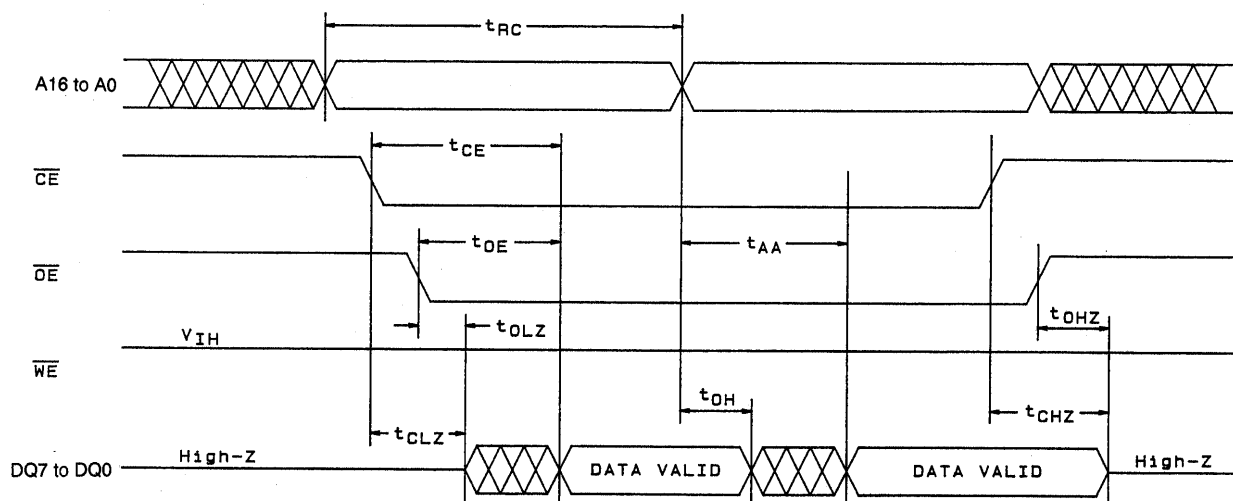 tRC
A16 to A0
tCE
CE
tOE
tAA
OE
tOLZ
tOHZ
VIH
WE
tOH
tCLZ
tCHZ
DQ7 to DQ0 High-Z DATA VALID DATA VALID High-Z